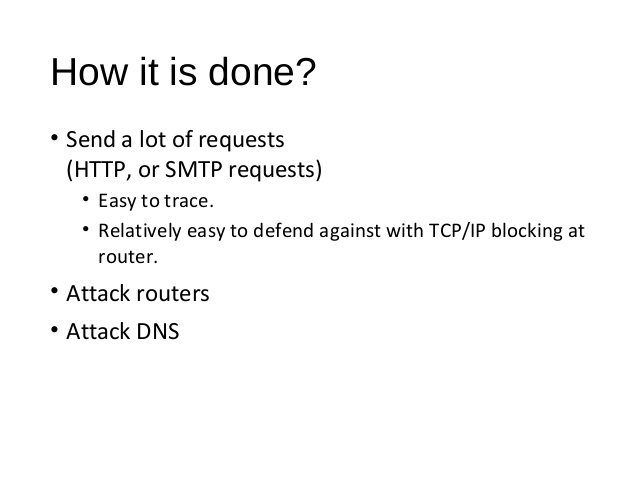 How it is done?
• Send a lot of requests
(HTTP, or SMTP requests)
• Easy to trace.
• Relatively easy to defend against with TCP/IP blocking at
router.
• Attack routers
• Attack DNS